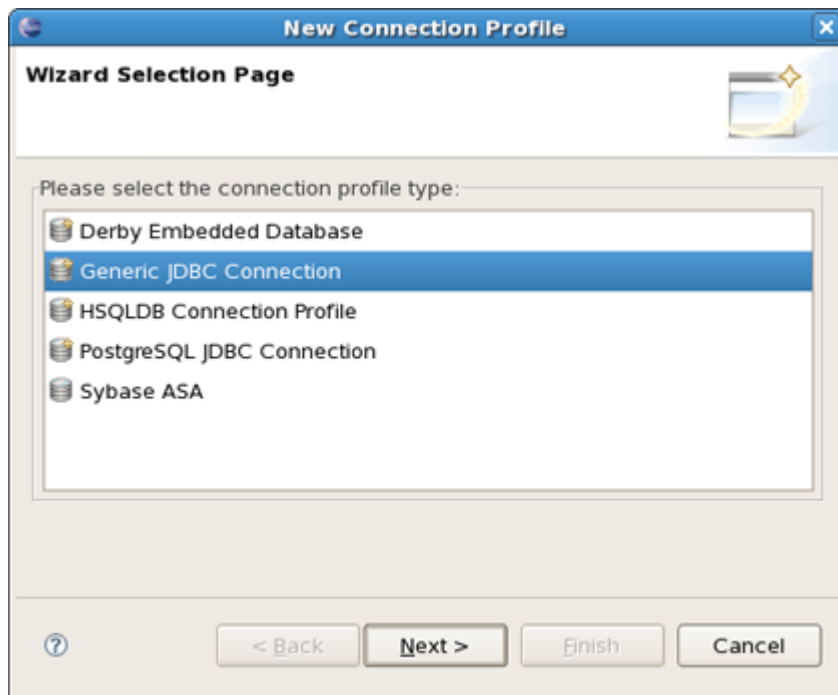 New Connection Profile
Wizard Selection Page
Please select the connection profile type:
Derby Embedded Database
Generic JDBC Connection
HSQLDB Connection Profile
PostgreSQL JDBC Connection
Sybase ASA
? < Back Next > Finish Cancel